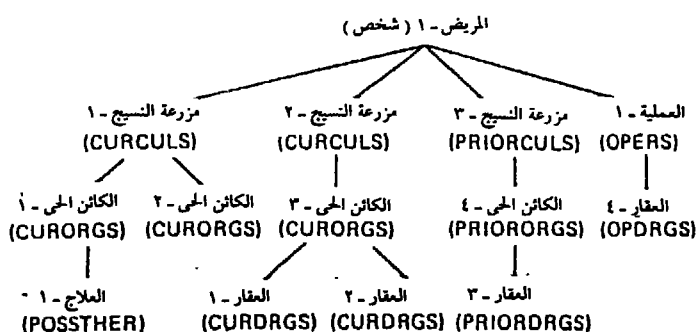 المريض - ١ ( شخص )
مزرعة النسيج - ١ مزرعة النسيج - ٢ مزرعة النسيج - ٣ العملية - ١
(CURCULS) (CURCULS) (PRIORCULS) (OPERS)
الكائن الحى - ١ الكائن الحى - ٢ الكائن الحى - ٣ الكائن الحى - ٤ العقار - ٤
(CURORGS) (CURORGS) (CURORGS) (PRIORORGS) (OPDRGS)
العلاج - ١ العقار - ١ العقار - ٢ العقار - ٣
(POSSTHER) (CURDRGS) (CURDRGS) (PRIORDRGS)